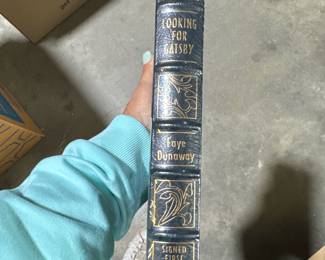 LOOKING
FOR
GATSBY
Faye
Dunaway
SIGNED
FIRST